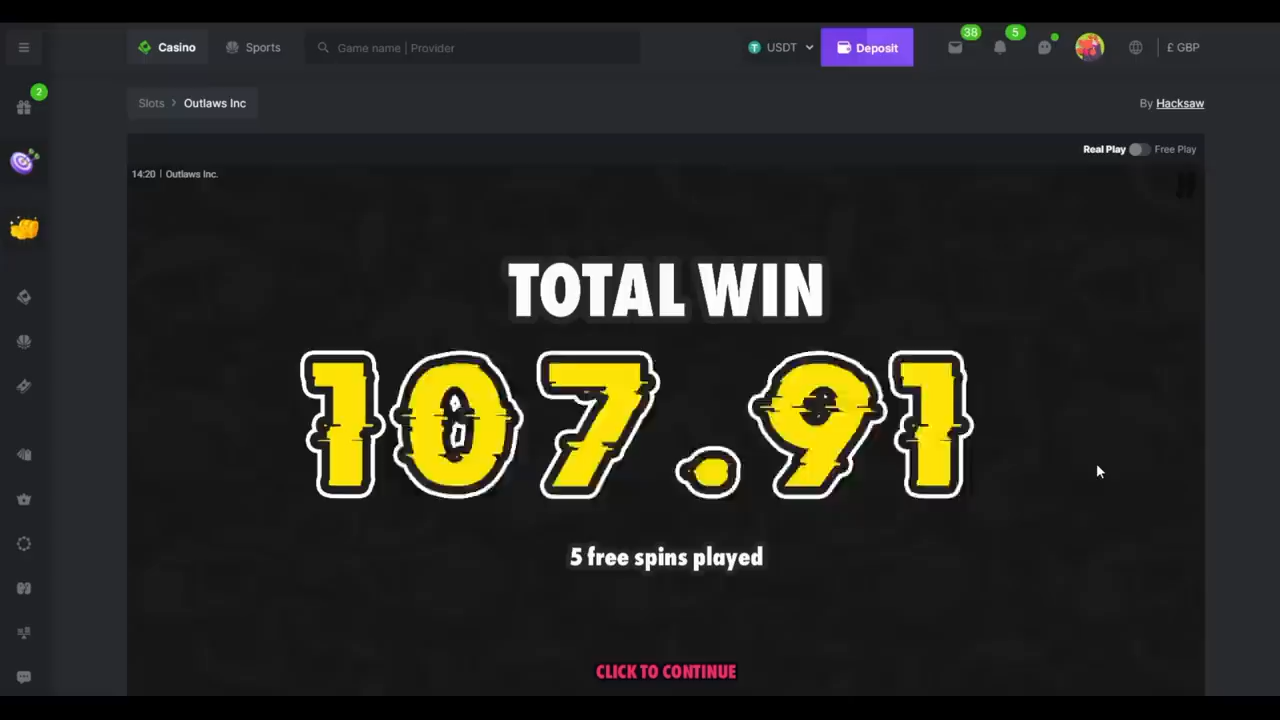 Casino
Sports
Game name | Provider
USDT
Deposit
38
5
£ GBP
2
Slots > Outlaws Inc
By Hacksaw
Real Play
Free Play
14:20 | Outlaws Inc.
TOTAL WIN
107.91
5 free spins played
CLICK TO CONTINUE